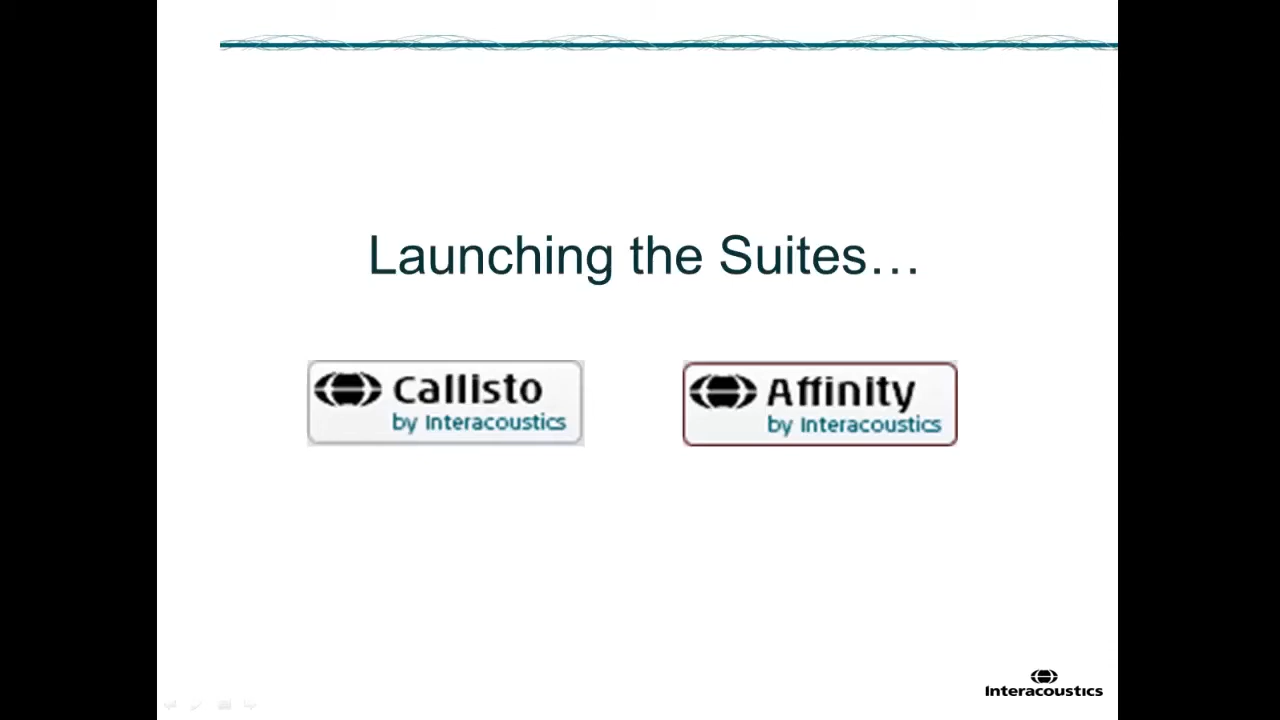 Launching the Suites…
Callisto
by Interacoustics
Affinity
by Interacoustics
Interacoustics